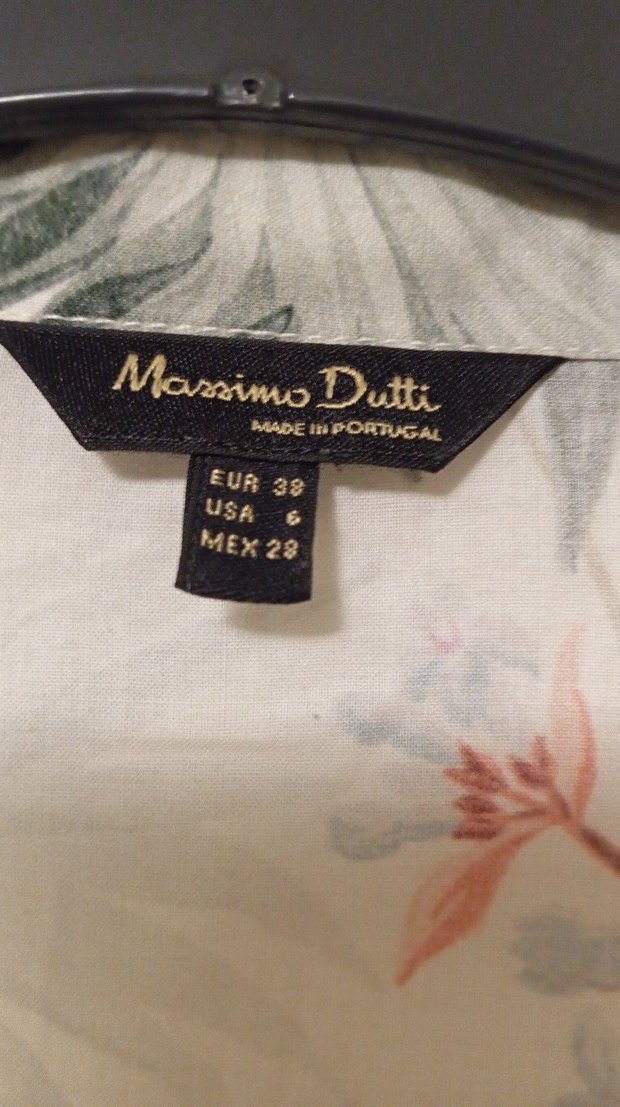 Massimo Dutti
MADE IN PORTUGAL
EUR 38
USA 6
MEX 28